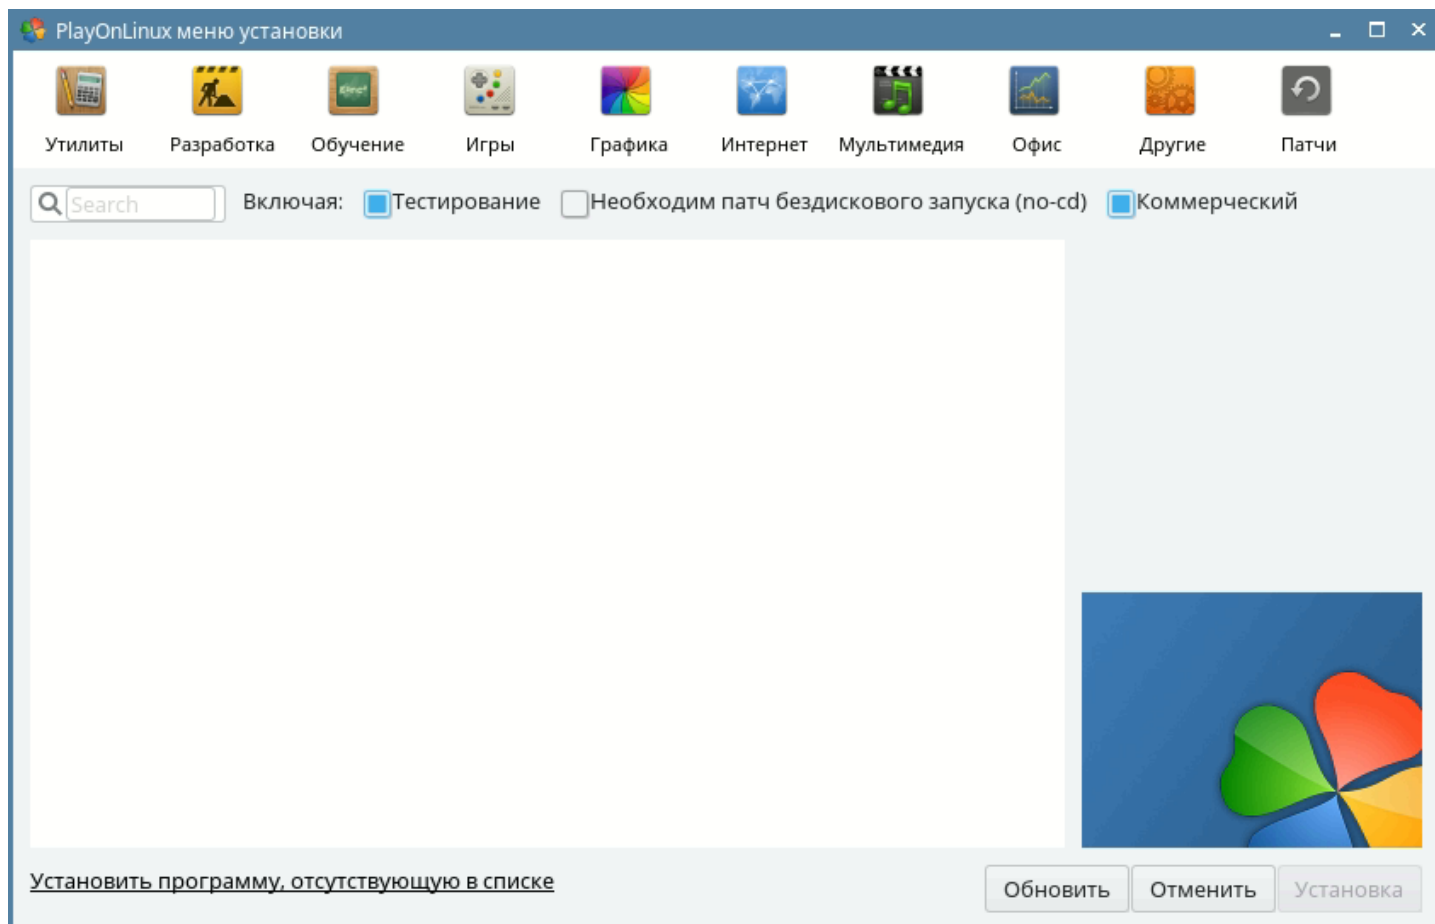 PlayOnLinux меню установки
Утилиты Разработка Обучение Игры Графика Интернет Мультимедия Офис Другие Патчи
Search Включая: Тестирование Необходим патч бездискового запуска (no-cd) Коммерческий
Установить программу, отсутствующую в списке
Обновить Отменить Установка